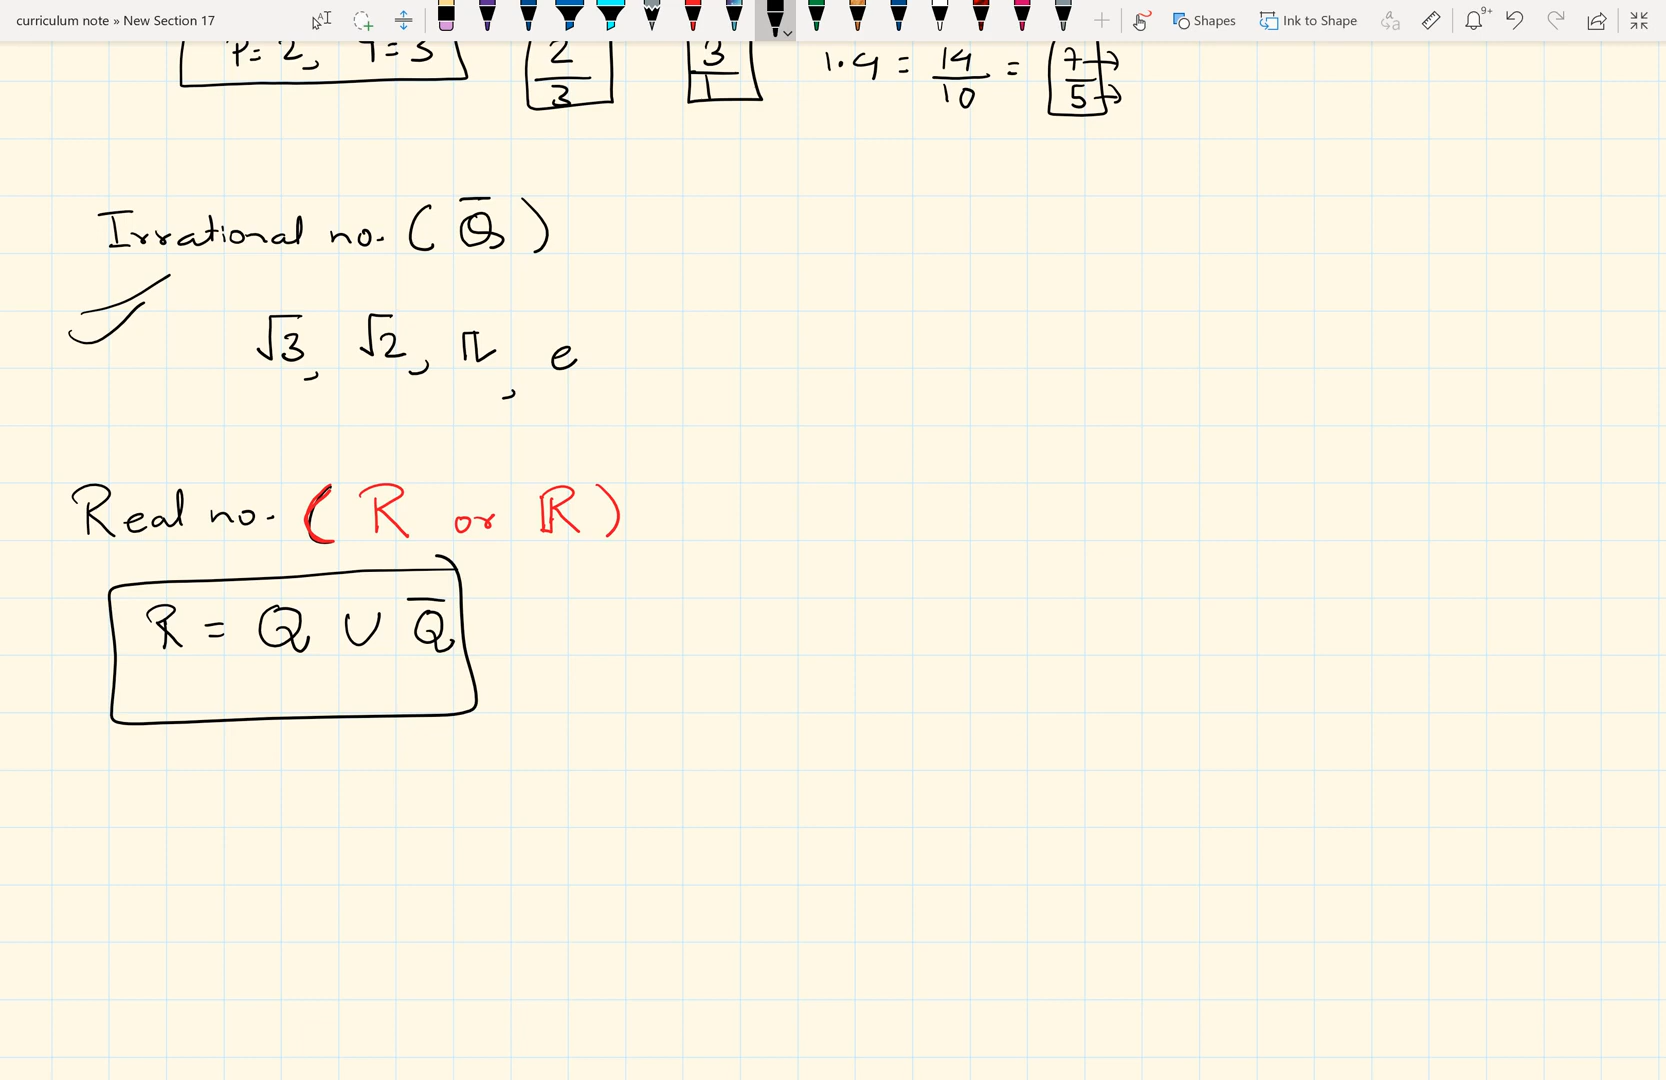 curriculum note » New Section 17
Shapes
Ink to Shape
9+
P = 2, q = 3
2/3
3/1
1.4 = 14/10 = 7/5
Irrational no. ( Q̅ )
√3, √2, π, e
Real no. ( R or ℝ )
R = Q ∪ Q̅